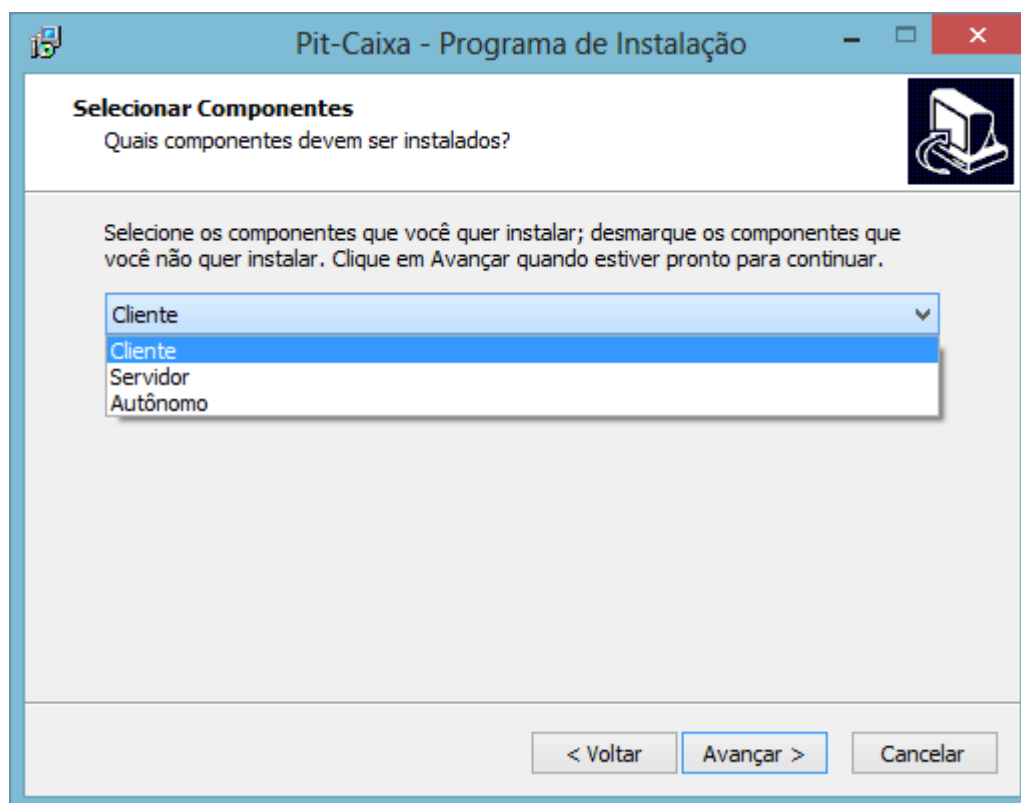 Pit-Caixa - Programa de Instalação
Selecionar Componentes
Quais componentes devem ser instalados?
Selecione os componentes que você quer instalar; desmarque os componentes que
você não quer instalar. Clique em Avançar quando estiver pronto para continuar.
Cliente
Cliente
Servidor
Autônomo
< Voltar
Avançar >
Cancelar